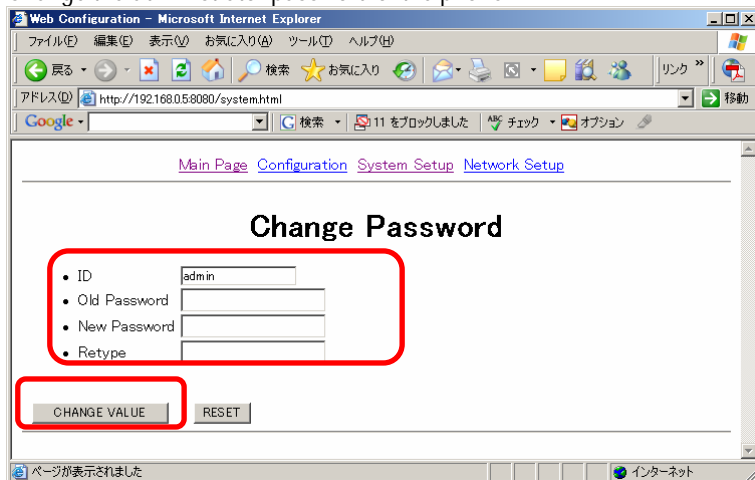 Web Configuration - Microsoft Internet Explorer
ファイル(F) 編集(E) 表示(V) お気に入り(A) ツール(T) ヘルプ(H)
戻る 検索 お気に入り リンク »
アドレス(D) http://192.168.0.5:8080/system.html 移動
Google 検索 11 をブロックしました ABC チェック オプション
Main Page Configuration System Setup Network Setup
Change Password
• ID admin
• Old Password
• New Password
• Retype
CHANGE VALUE RESET
ページが表示されました インターネット